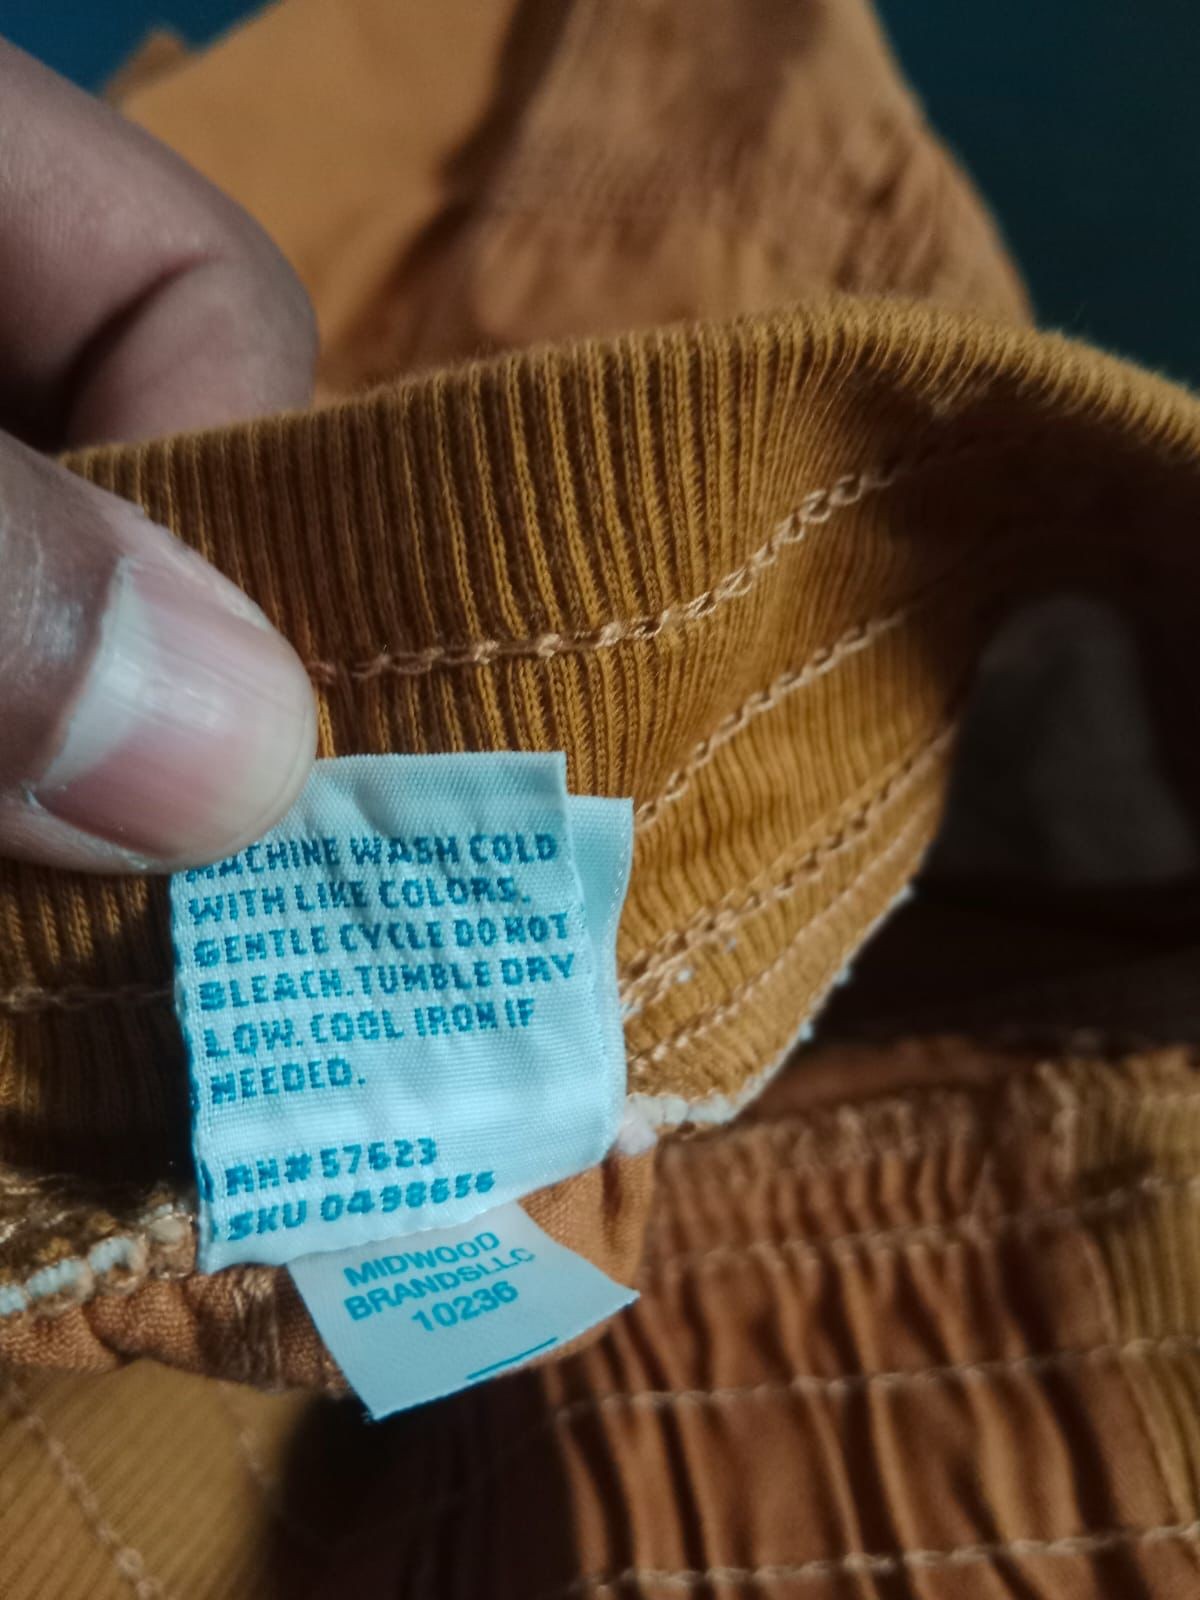 MACHINE WASH COLD
WITH LIKE COLORS.
GENTLE CYCLE DO NOT
BLEACH. TUMBLE DRY
LOW. COOL IRON IF
NEEDED.
RN# 57623
SKU 0498656
MIDWOOD
BRANDSLLC
10236